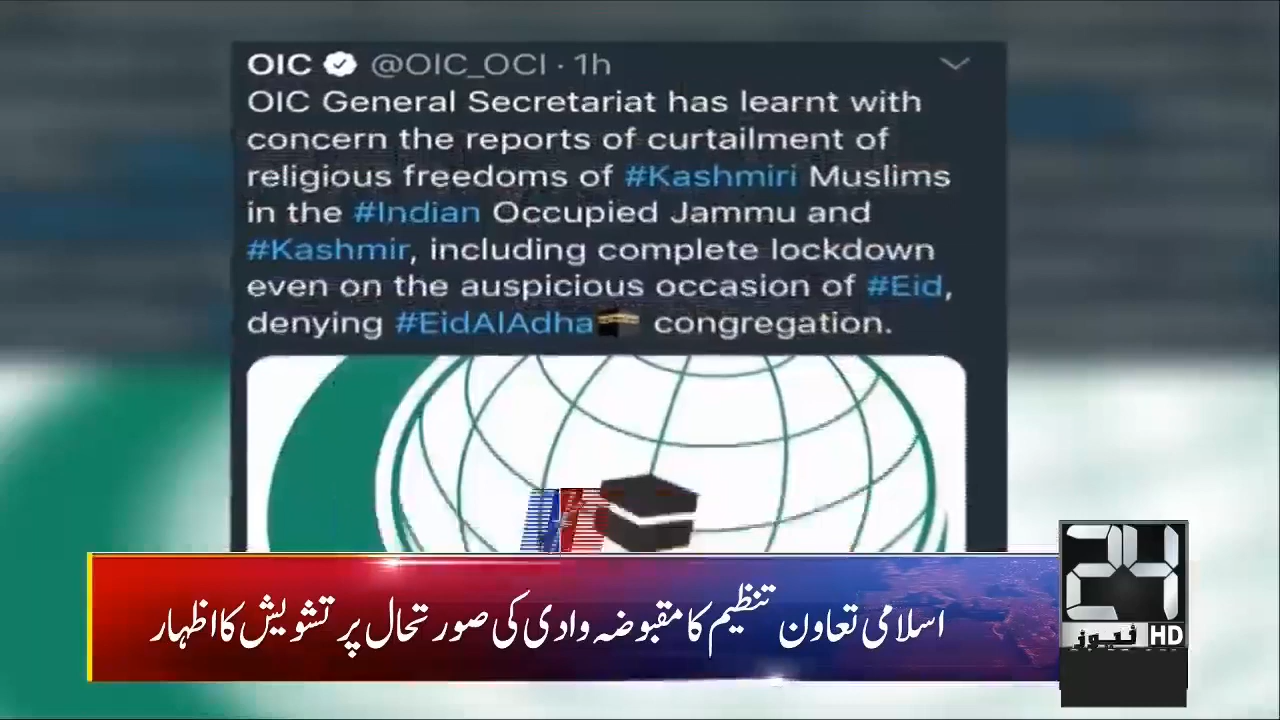 OIC @OIC_OCI · 1h
OIC General Secretariat has learnt with
concern the reports of curtailment of
religious freedoms of #Kashmiri Muslims
in the #Indian Occupied Jammu and
#Kashmir, including complete lockdown
even on the auspicious occasion of #Eid,
denying #EidAlAdha🕋 congregation.
اسلامی تعاون تنظیم کا مقبوضہ وادی کی صورتحال پر تشویش کا اظہار
24
نیوز HD